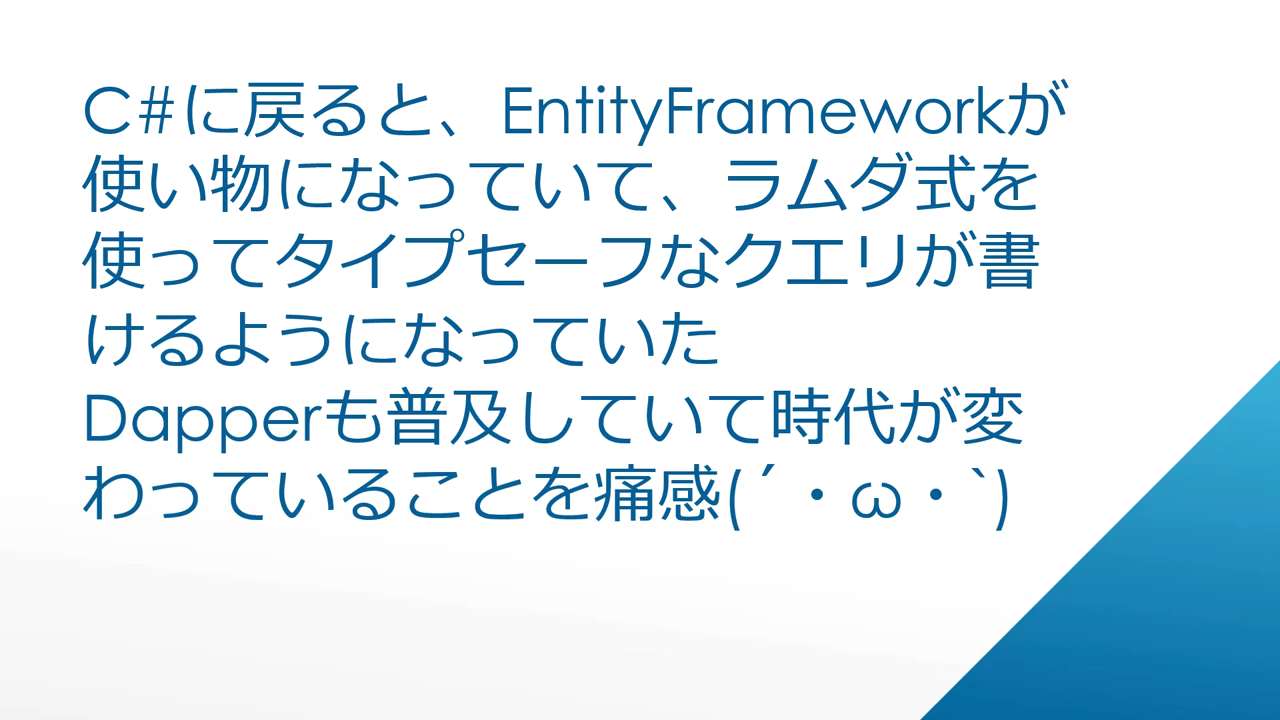 C#に戻ると、EntityFrameworkが
使い物になっていて、ラムダ式を
使ってタイプセーフなクエリが書
けるようになっていた
Dapperも普及していて時代が変
わっていることを痛感(´・ω・`)